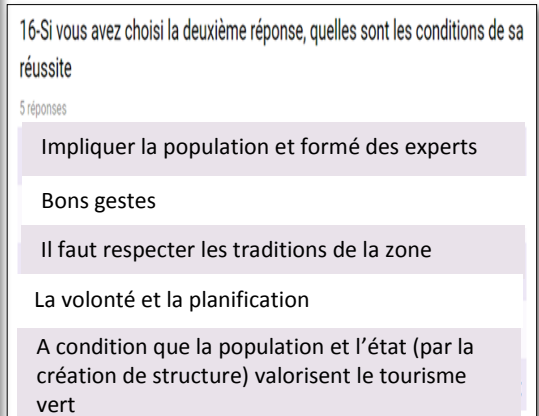 16-Si vous avez choisi la deuxième réponse, quelles sont les conditions de sa
réussite
5 réponses
Impliquer la population et formé des experts
Bons gestes
Il faut respecter les traditions de la zone
La volonté et la planification
A condition que la population et l’état (par la
création de structure) valorisent le tourisme
vert